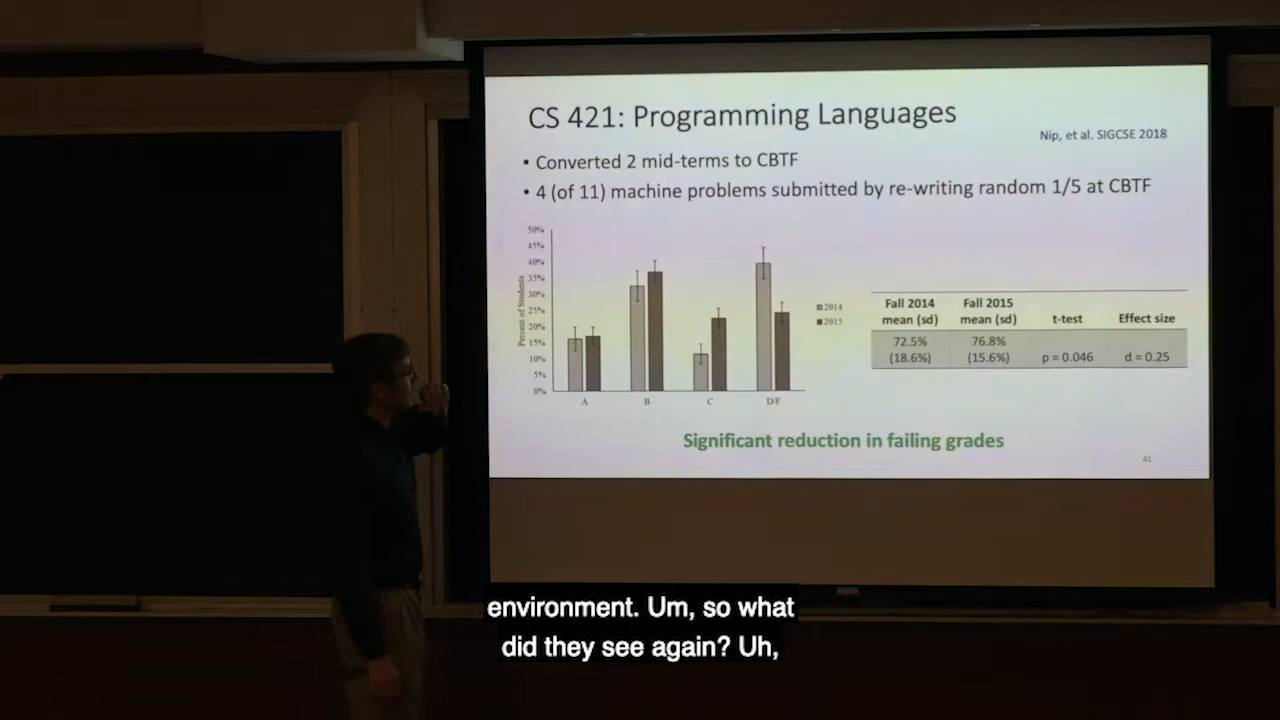 CS 421: Programming Languages
Nip, et al. SIGCSE 2018
• Converted 2 mid-terms to CBTF
• 4 (of 11) machine problems submitted by re-writing random 1/5 at CBTF
50%
45%
40%
35%
30%
25%
20%
15%
10%
5%
0%
Percent of Students
A B C D/F
2014
2015
Fall 2014 Fall 2015
mean (sd) mean (sd) t-test Effect size
72.5% 76.8%
(18.6%) (15.6%) p = 0.046 d = 0.25
Significant reduction in failing grades
41
environment. Um, so what
did they see again? Uh,